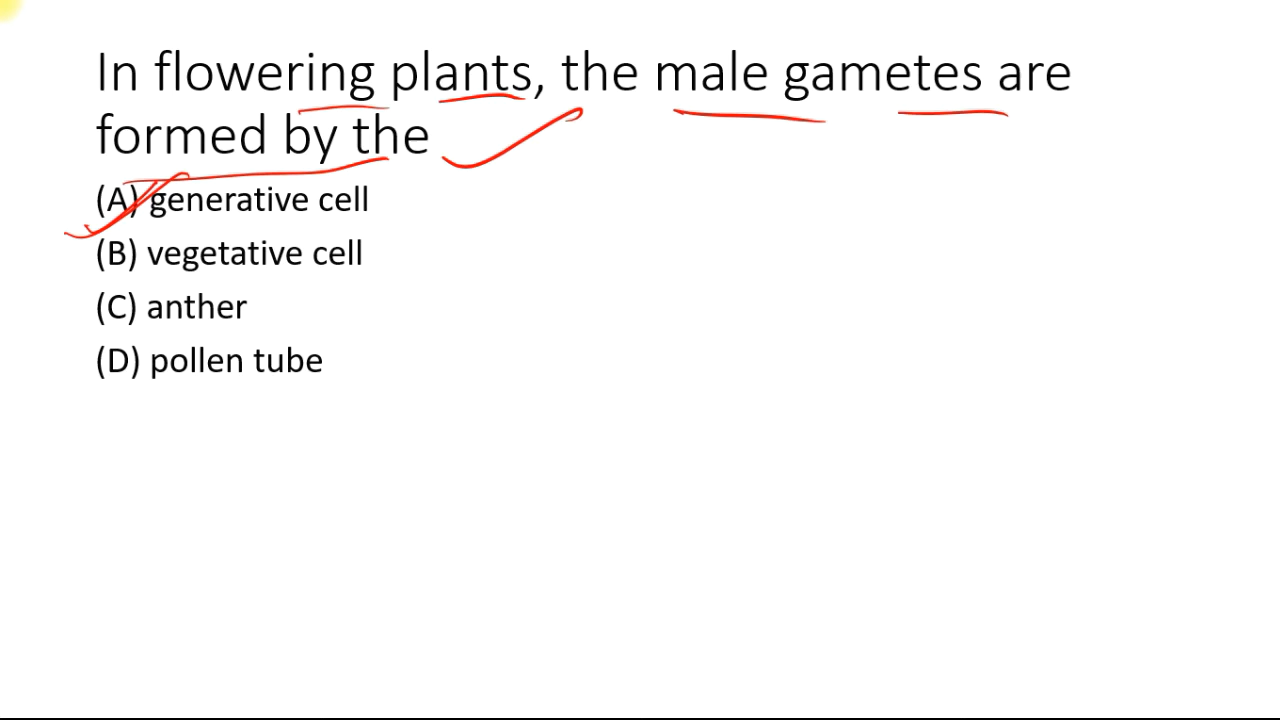 In flowering plants, the male gametes are
formed by the
(A) generative cell
(B) vegetative cell
(C) anther
(D) pollen tube